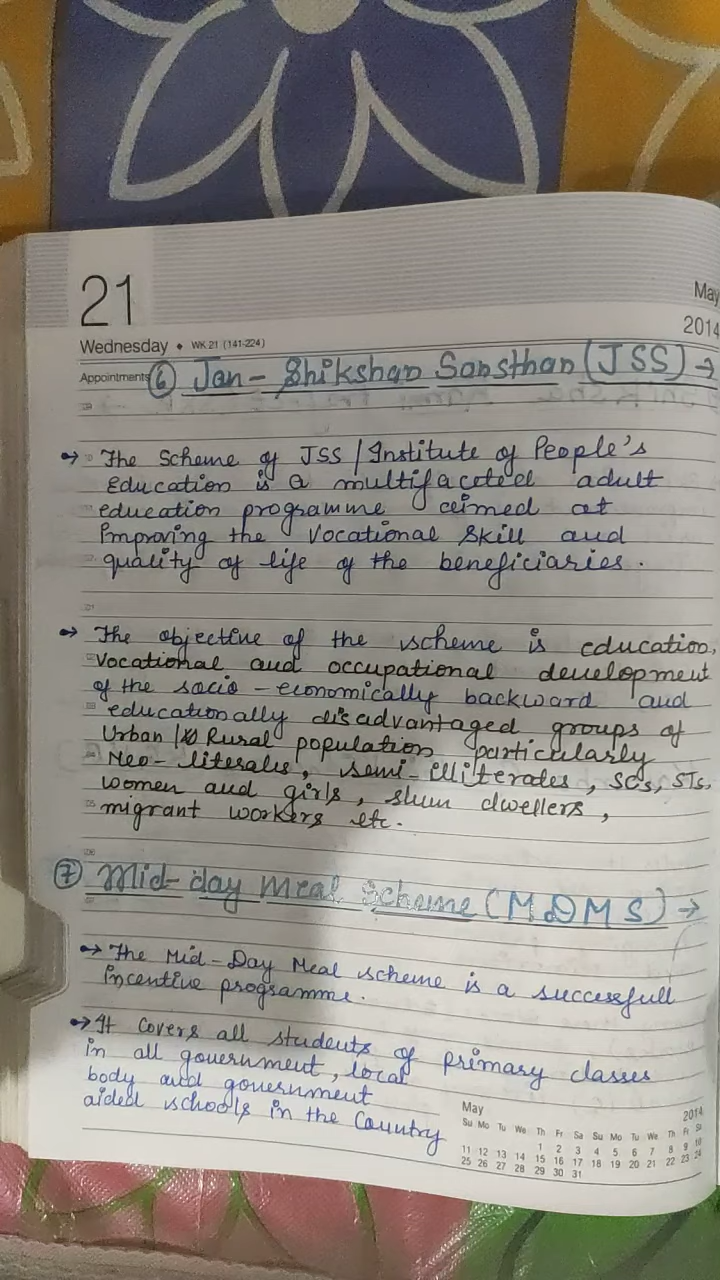 21
May
2014
Wednesday • WK 21 (141-224)
Appointments ⑥ Jan - Shikshan Sansthan (JSS) →
→ The Scheme of JSS / Institute of People's
Education is a multifaceted adult
education programme aimed at
Improving the Vocational Skill and
quality of life of the beneficiaries.
→ The objective of the scheme is education,
Vocational and occupational development
of the socio - economically backward and
educationally disadvantaged groups of
Urban / Rural population particularly
Neo - literates, semi - illiterates, SCs, STs,
women and girls, slum dwellers,
migrant workers etc.
⑦ Mid - day Meal Scheme (MDMS) →
→ The Mid - Day Meal scheme is a successfull
incentive programme.
→ It covers all students of primary classes
in all government, local
body and government
aided schools in the Country
May 2014
Su Mo Tu We Th Fr Sa Su Mo Tu We Th Fr Sa
1 2 3 4 5 6 7 8 9 10
11 12 13 14 15 16 17 18 19 20 21 22 23 24
25 26 27 28 29 30 31